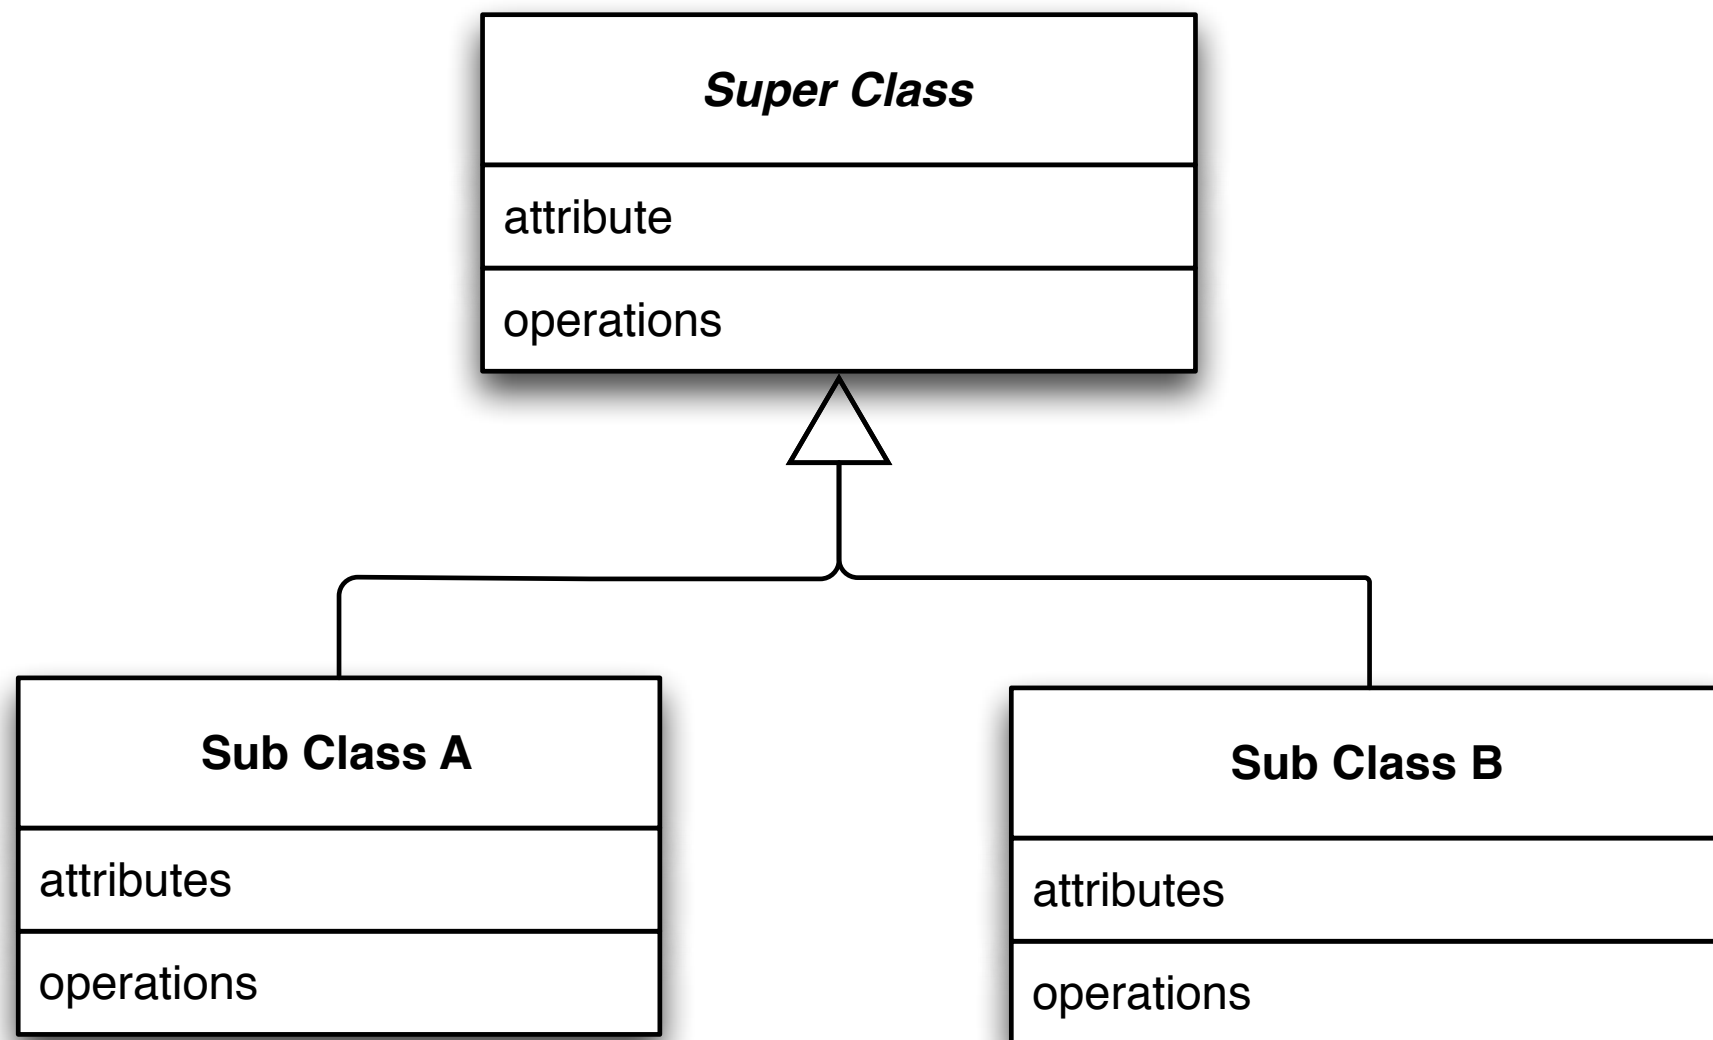 Super Class
attribute
operations
Sub Class A
attributes
operations
Sub Class B
attributes
operations